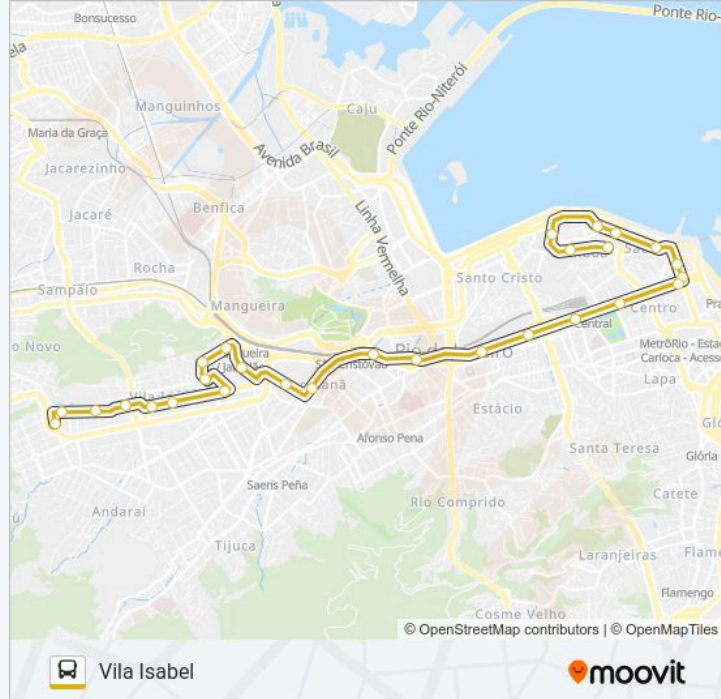 Bonsucesso
Ponte Rio-
Manguinhos
Caju
Ponte Rio-Niterói
Maria da Graça
Avenida Brasil
Jacarezinho
Benfica
Linha Vermelha
Jacaré
Rocha
Santo Cristo
Sampaio
Mangueira
Centro
Central
MetrôRio - Esta
Carioca - Acess
Lapa
Estácio
Afonso Pena
Santa Teresa
Glória
Saens Peña
Catete
Andaraí
Rio Comprido
Tijuca
Laranjeiras
Flamengo
Cosme Velho
© OpenStreetMap contributors | © OpenMapTiles
Vila Isabel
moovit